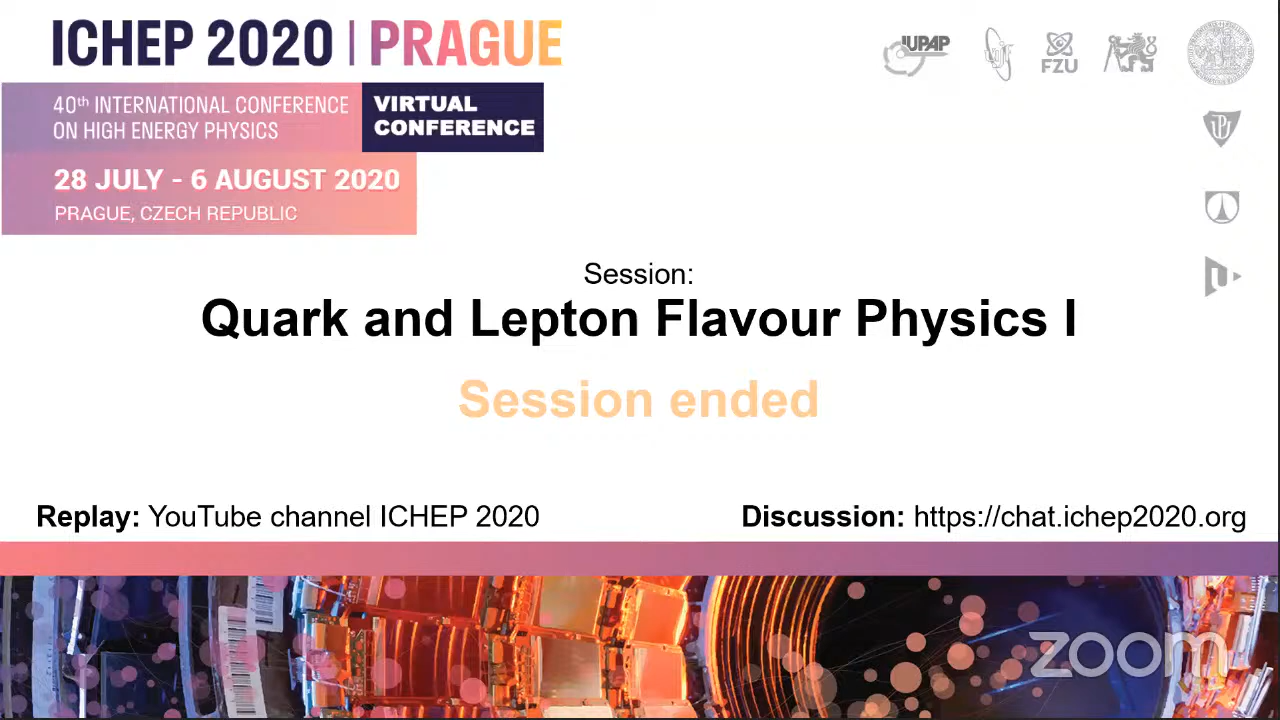 ICHEP 2020 | PRAGUE
40th INTERNATIONAL CONFERENCE
ON HIGH ENERGY PHYSICS
VIRTUAL
CONFERENCE
28 JULY - 6 AUGUST 2020
PRAGUE, CZECH REPUBLIC
IUPAP
FZU
Session:
Quark and Lepton Flavour Physics I
Session ended
Replay: YouTube channel ICHEP 2020
Discussion: https://chat.ichep2020.org
zoom